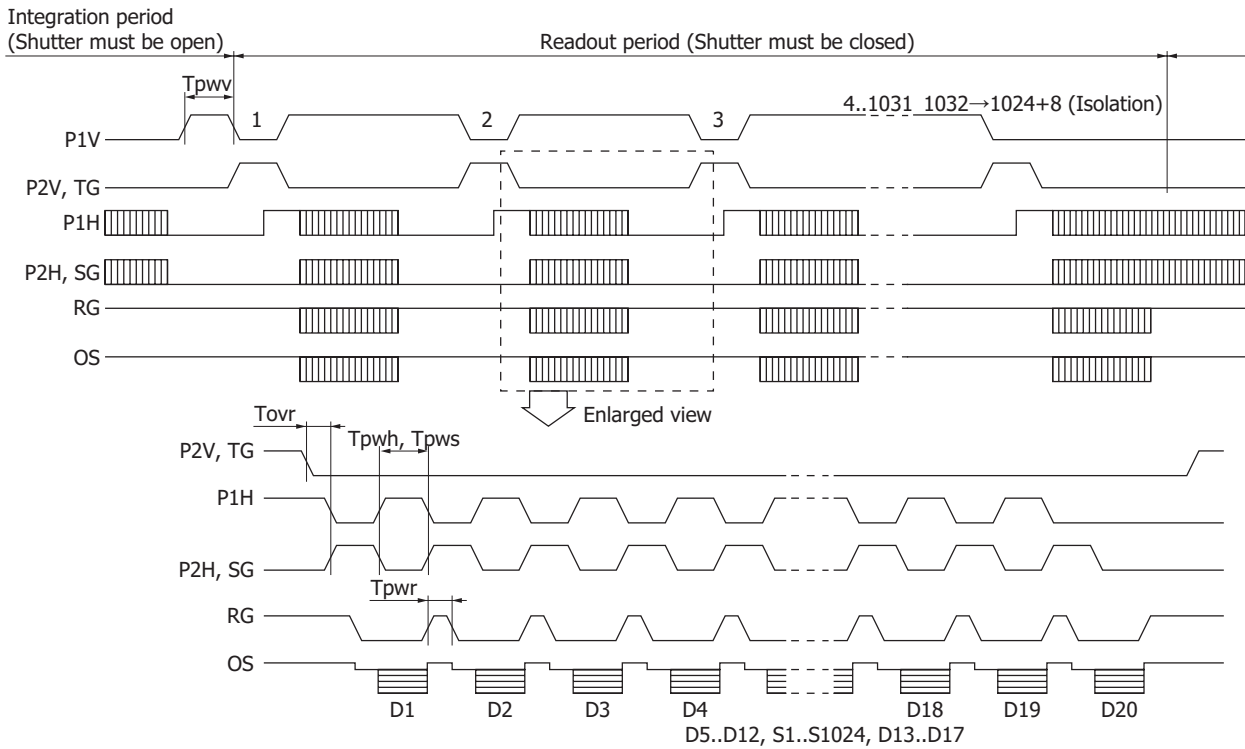 Integration period
(Shutter must be open)
Readout period (Shutter must be closed)
Tpwv
1
2
3
4..1031 1032→1024+8 (Isolation)
P1V
P2V, TG
P1H
P2H, SG
RG
OS
Enlarged view
Tovr
Tpwh, Tpws
P2V, TG
P1H
P2H, SG
Tpwr
RG
OS
D1 D2 D3 D4 D18 D19 D20
D5..D12, S1..S1024, D13..D17